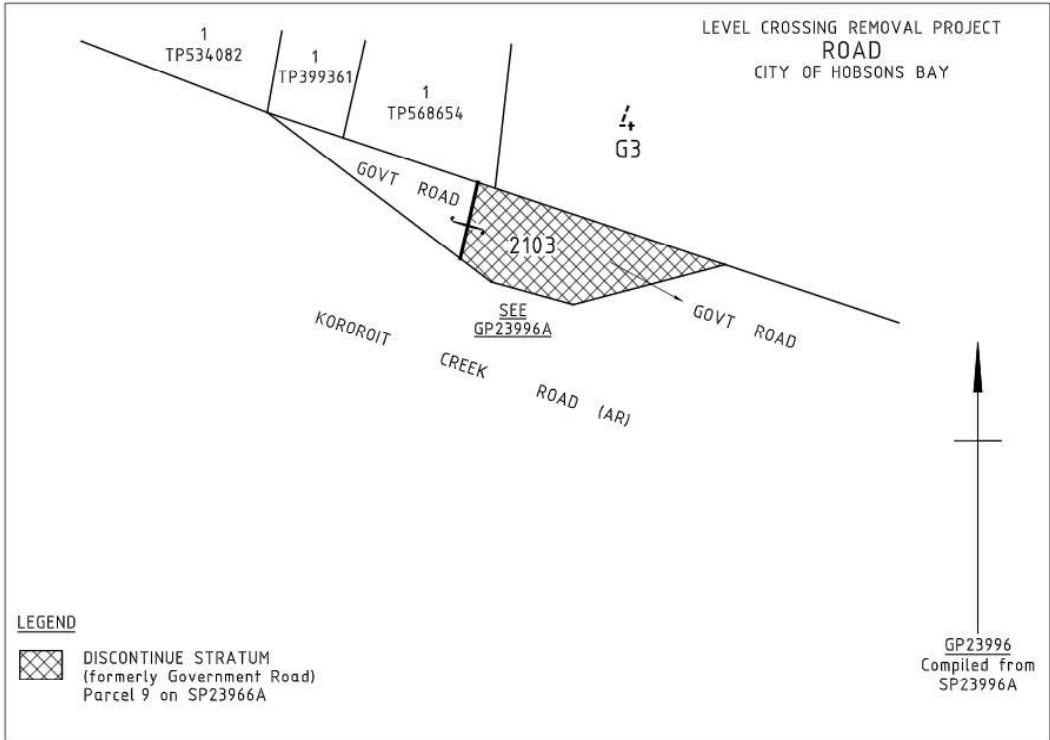 LEVEL CROSSING REMOVAL PROJECT
ROAD
CITY OF HOBSONS BAY
1
TP534082
1
TP399361
1
TP568654
4
G3
GOVT ROAD
2103
SEE
GP23996A
GOVT ROAD
KOROROIT CREEK ROAD (AR)
LEGEND
DISCONTINUE STRATUM
(formerly Government Road)
Parcel 9 on SP23966A
GP23996
Compiled from
SP23996A